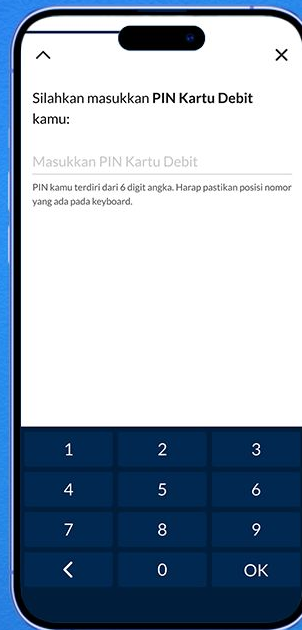 Silahkan masukkan PIN Kartu Debit
kamu:
Masukkan PIN Kartu Debit
PIN kamu terdiri dari 6 digit angka. Harap pastikan posisi nomor
yang ada pada keyboard.
1 2 3
4 5 6
7 8 9
0 OK